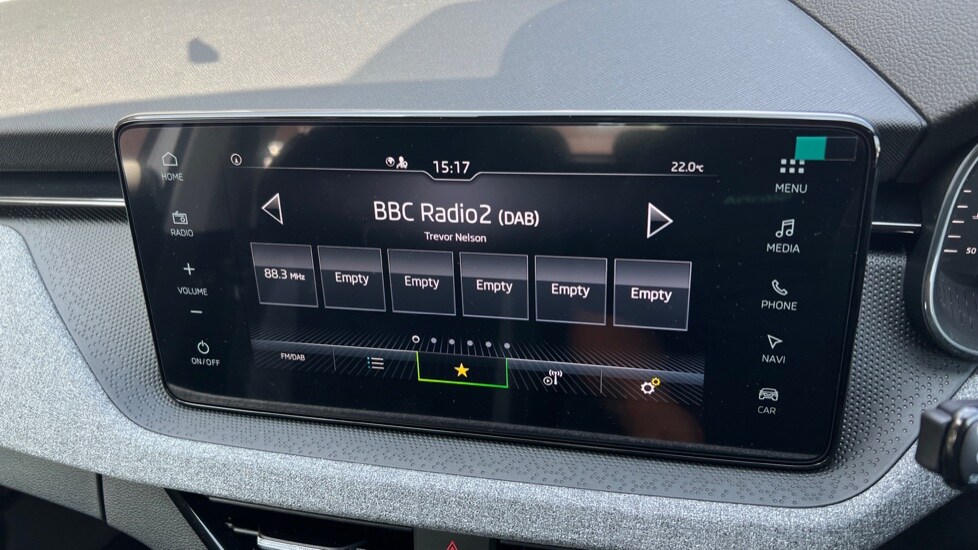 15:17
22.0°C
HOME
RADIO
VOLUME
ON/OFF
BBC Radio2 (DAB)
Trevor Nelson
88.3 MHz
Empty
Empty
Empty
Empty
Empty
FM/DAB
MENU
MEDIA
PHONE
NAVI
CAR
50